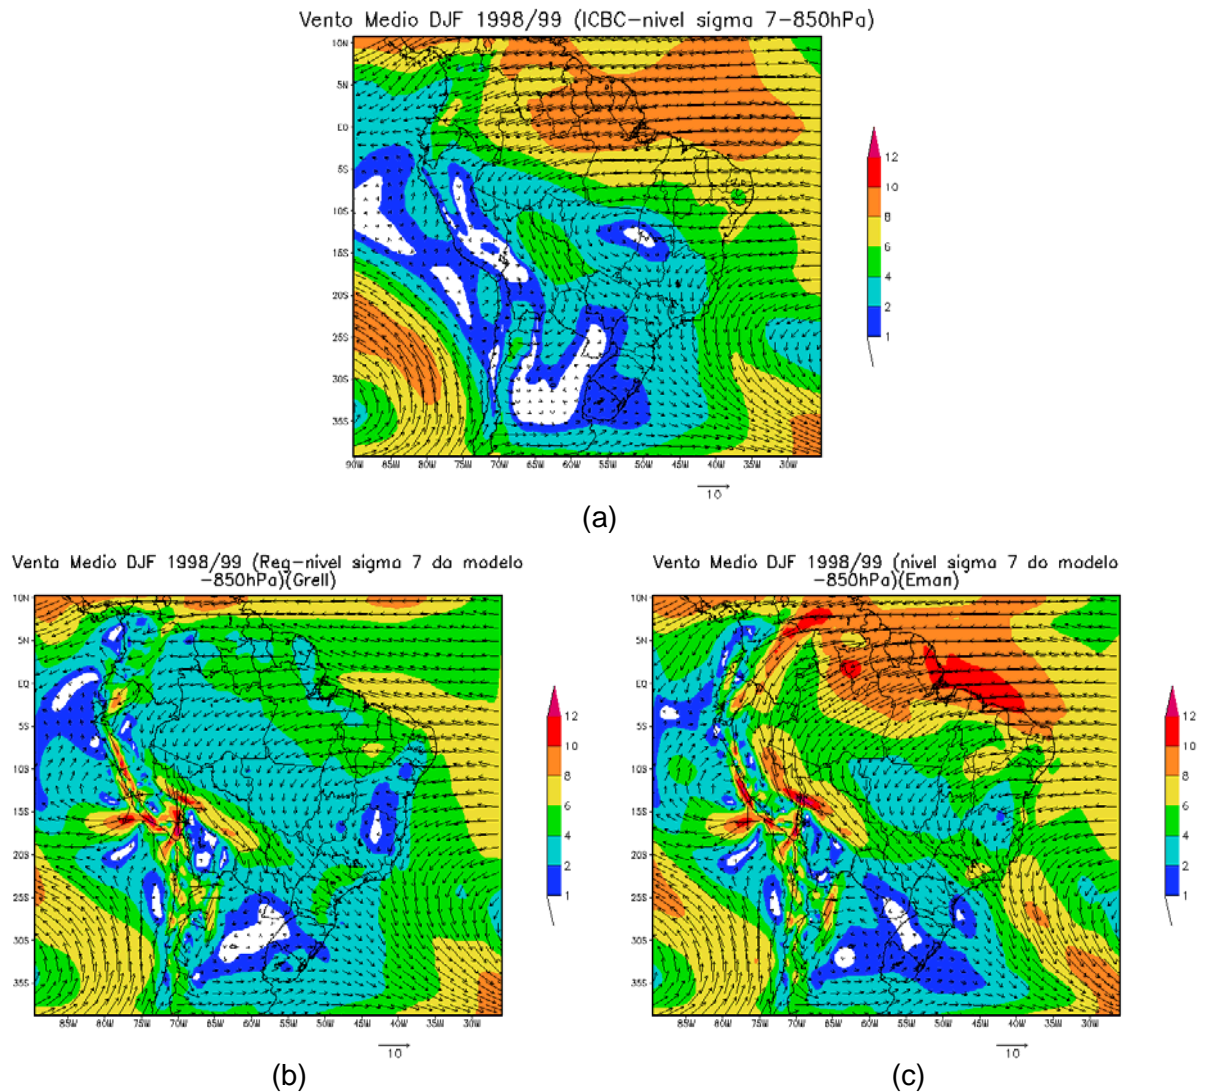 Vento Medio DJF 1998/99 (ICBC-nivel sigma 7-850hPa)
10N
5N
EQ
5S
10S
15S
20S
25S
30S
35S
90W 85W 80W 75W 70W 65W 60W 55W 50W 45W 40W 35W 30W
12
10
8
6
4
2
1
10
(a)
Vento Medio DJF 1998/99 (Reg-nivel sigma 7 do modelo
-850hPa)(Grell)
10N
5N
EQ
5S
10S
15S
20S
25S
30S
35S
85W 80W 75W 70W 65W 60W 55W 50W 45W 40W 35W 30W
12
10
8
6
4
2
1
10
(b)
Vento Medio DJF 1998/99 (nivel sigma 7 do modelo
-850hPa)(Eman)
10N
5N
EQ
5S
10S
15S
20S
25S
30S
35S
85W 80W 75W 70W 65W 60W 55W 50W 45W 40W 35W 30W
12
10
8
6
4
2
1
10
(c)